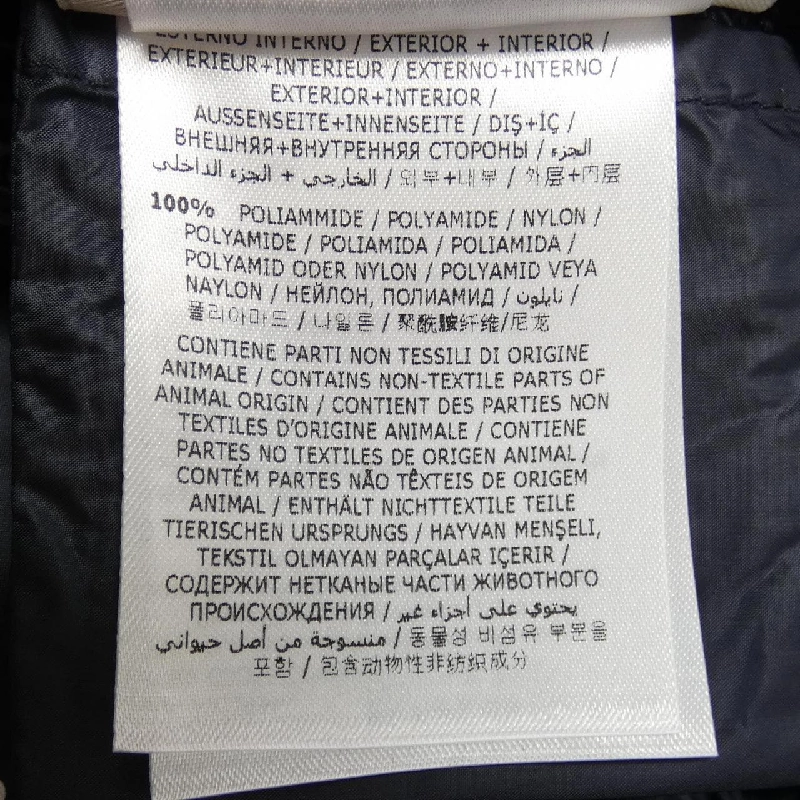 ESTERNO INTERNO / EXTERIOR + INTERIOR /
EXTERIEUR+INTERIEUR / EXTERNO+INTERNO /
EXTERIOR+INTERIOR /
AUSSENSEITE+INNENSEITE / DIŞ+İÇ /
ВНЕШНЯЯ+ВНУТРЕННЯЯ СТОРОНЫ / الجزء
الخارجي + الجزء الداخلي / 외부+내부 / 外层+内层
100% POLIAMMIDE / POLYAMIDE / NYLON /
POLYAMIDE / POLIAMIDA / POLIAMIDA /
POLYAMID ODER NYLON / POLYAMID VEYA
NAYLON / НЕЙЛОН, ПОЛИАМИД / نايلون /
폴리아마드 / 나일론 / 聚酰胺纤维/尼龙
CONTIENE PARTI NON TESSILI DI ORIGINE
ANIMALE / CONTAINS NON-TEXTILE PARTS OF
ANIMAL ORIGIN / CONTIENT DES PARTIES NON
TEXTILES D'ORIGINE ANIMALE / CONTIENE
PARTES NO TEXTILES DE ORIGEN ANIMAL /
CONTÉM PARTES NÃO TÊXTEIS DE ORIGEM
ANIMAL / ENTHÄLT NICHTTEXTILE TEILE
TIERISCHEN URSPRUNGS / HAYVAN MENŞELI,
TEKSTIL OLMAYAN PARÇALAR IÇERIR /
СОДЕРЖИТ НЕТКАНЫЕ ЧАСТИ ЖИВОТНОГО
ПРОИСХОЖДЕНИЯ / يحتوي على أجزاء غير
منسوجة من أصل حيواني / 동물성 비섬유 부분을
포함 / 包含动物性非纺织成分